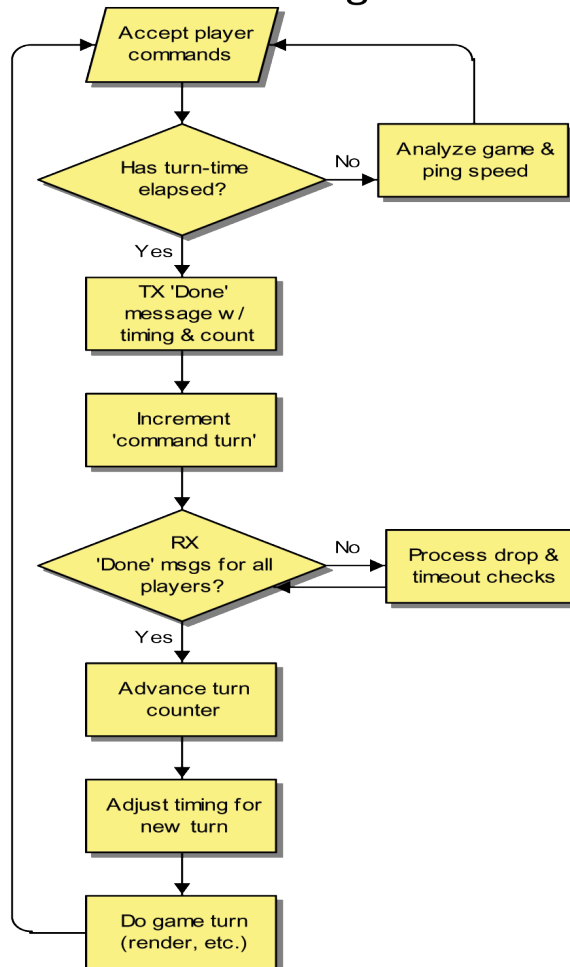 Accept player
commands
Has turn-time
elapsed?
No
Analyze game &
ping speed
Yes
TX 'Done'
message w/
timing & count
Increment
'command turn'
RX
'Done' msgs for all
players?
No
Process drop &
timeout checks
Yes
Advance turn
counter
Adjust timing for
new turn
Do game turn
(render, etc.)